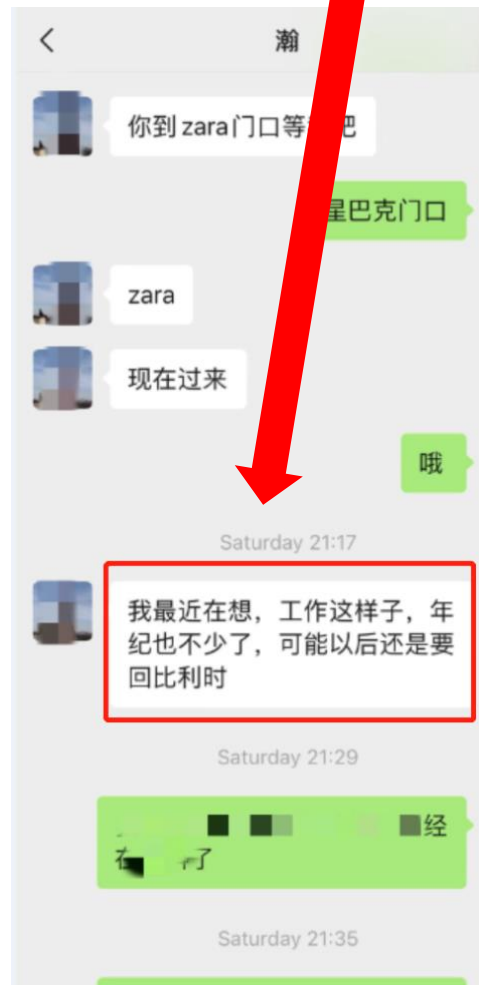 瀚
你到 zara门口等
星巴克门口
zara
现在过来
哦
Saturday 21:17
我最近在想，工作这样子，年
纪也不少了，可能以后还是要
回比利时
Saturday 21:29
经
了
Saturday 21:35